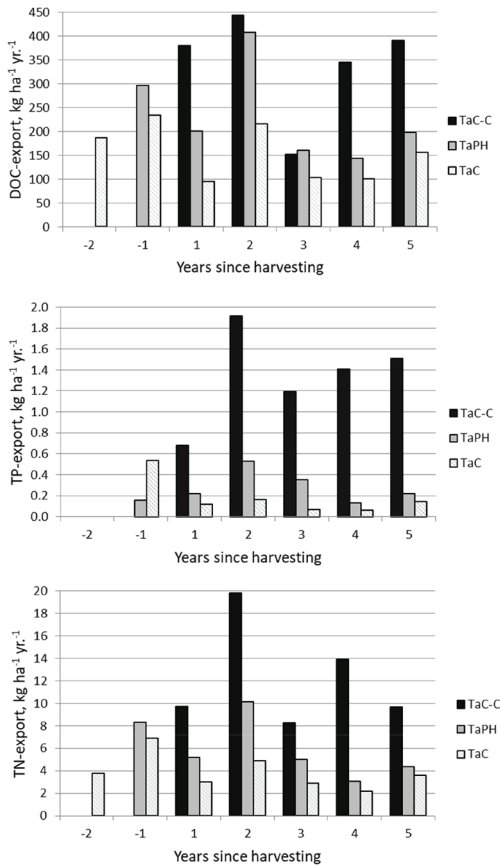 DOC-export, kg ha⁻¹ yr.⁻¹
450
400
350
300
250
200
150
100
50
0
-2 -1 1 2 3 4 5
Years since harvesting
TaC-C
TaPH
TaC
TP-export, kg ha⁻¹ yr.⁻¹
2.0
1.8
1.6
1.4
1.2
1.0
0.8
0.6
0.4
0.2
0.0
-2 -1 1 2 3 4 5
Years since harvesting
TaC-C
TaPH
TaC
TN-export, kg ha⁻¹ yr.⁻¹
20
18
16
14
12
10
8
6
4
2
0
-2 -1 1 2 3 4 5
Years since harvesting
TaC-C
TaPH
TaC